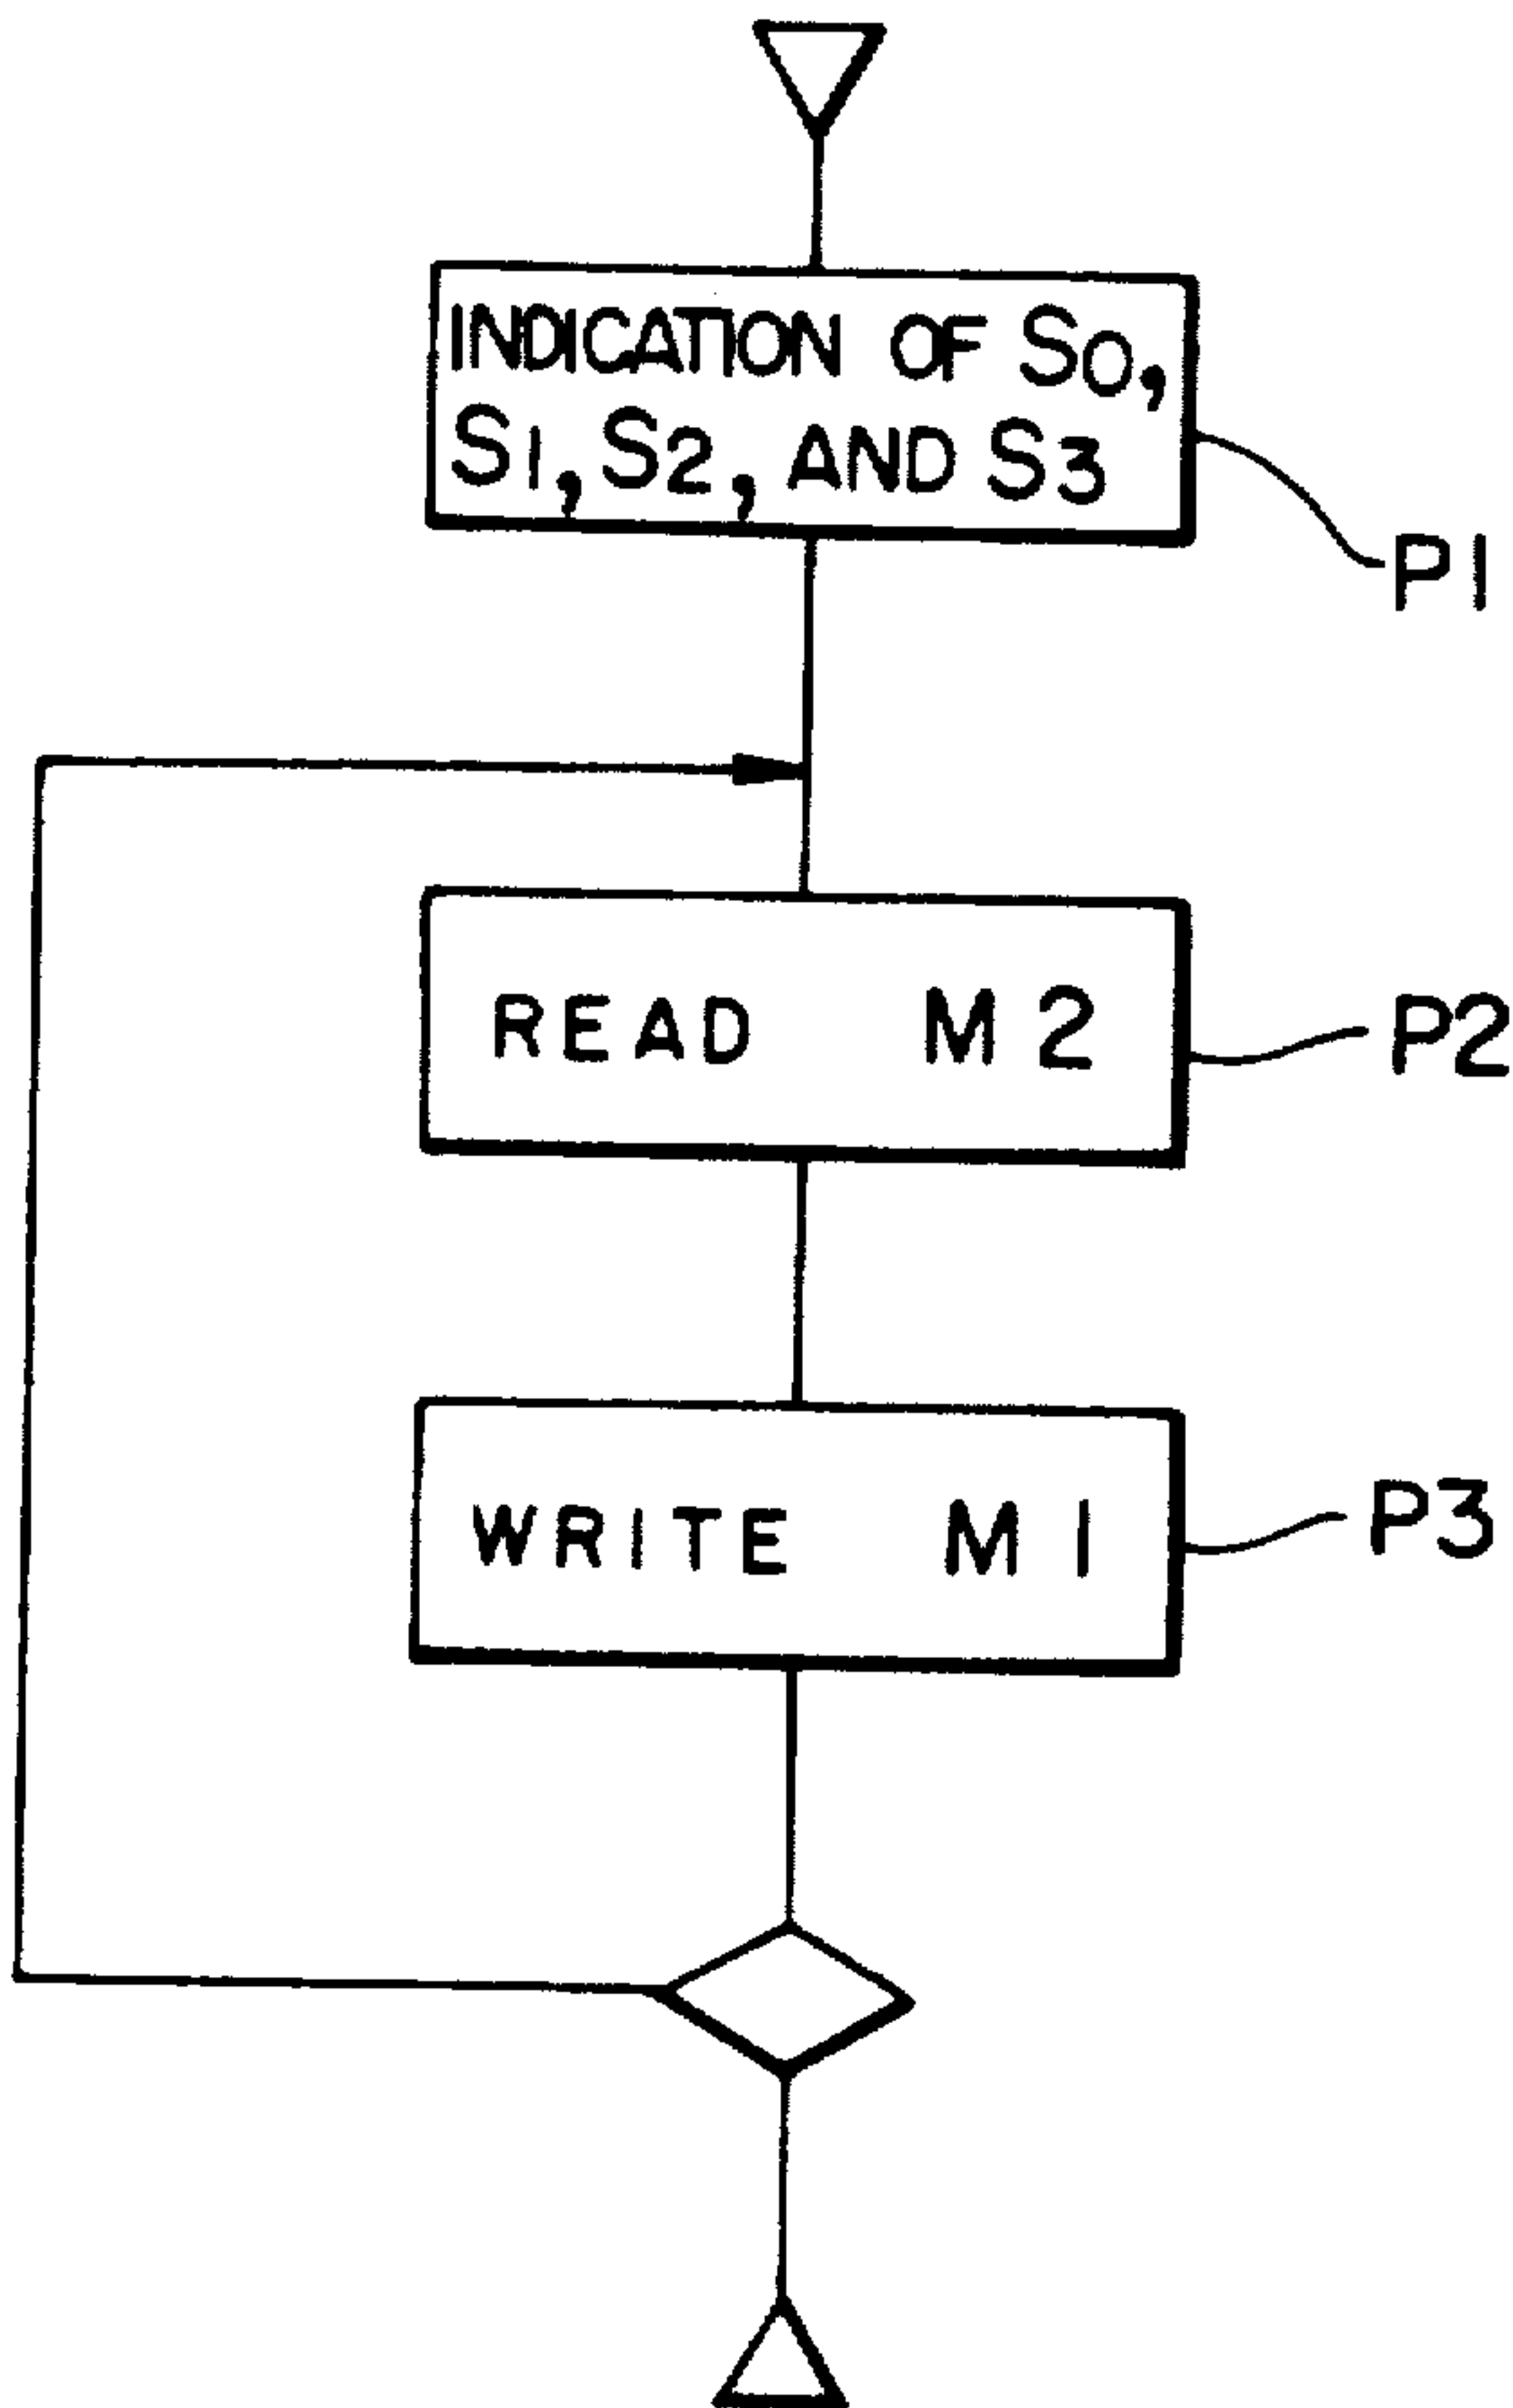 INDICATION OF S0,
S1, S2, AND S3
P1
READ M2
P2
WRITE M1
P3